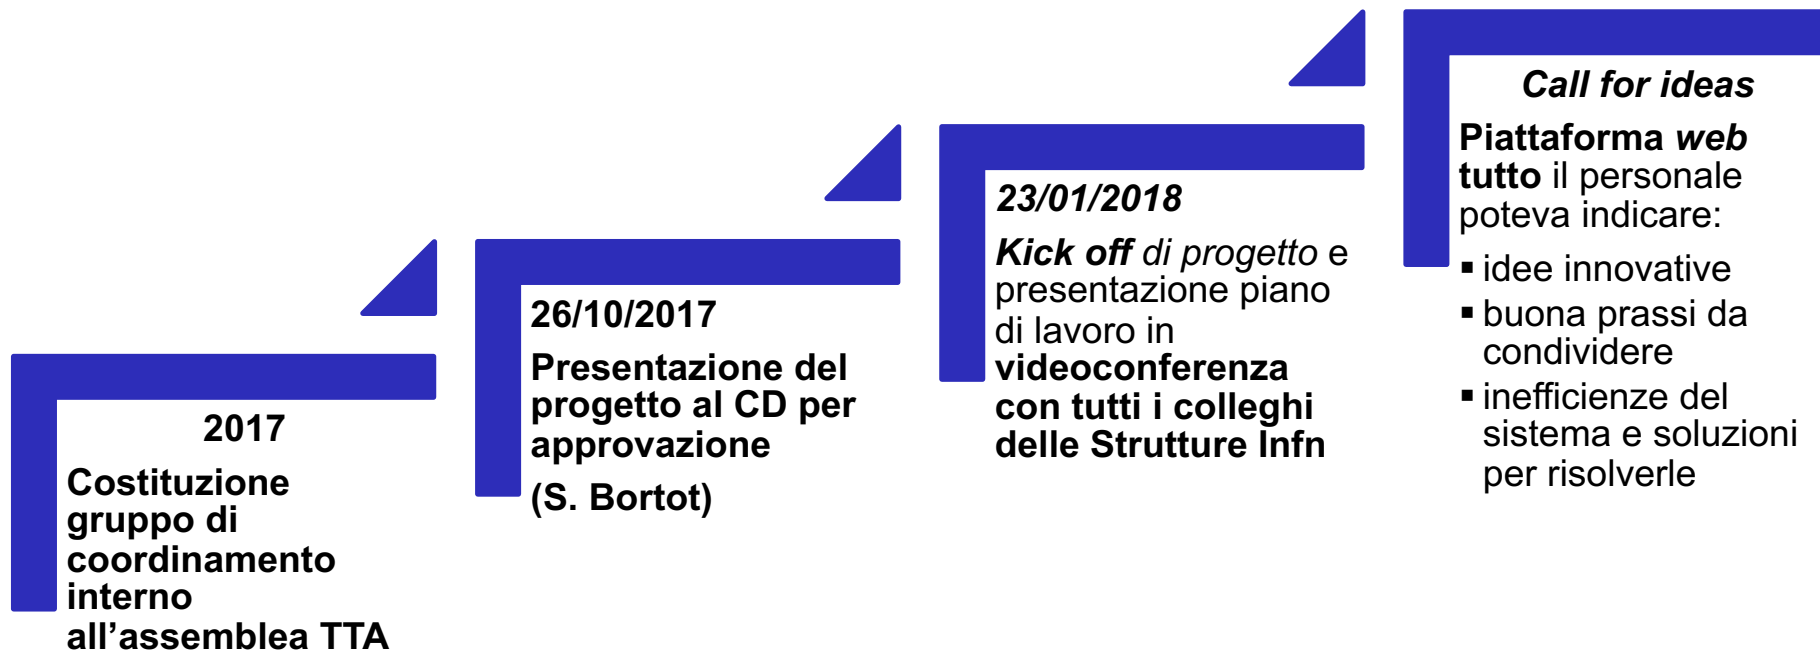 2017
Costituzione
gruppo di
coordinamento
interno
all’assemblea TTA
26/10/2017
Presentazione del
progetto al CD per
approvazione
(S. Bortot)
23/01/2018
Kick off di progetto e
presentazione piano
di lavoro in
videoconferenza
con tutti i colleghi
delle Strutture Infn
Call for ideas
Piattaforma web
tutto il personale
poteva indicare:
▪ idee innovative
▪ buona prassi da
condividere
▪ inefficienze del
sistema e soluzioni
per risolverle